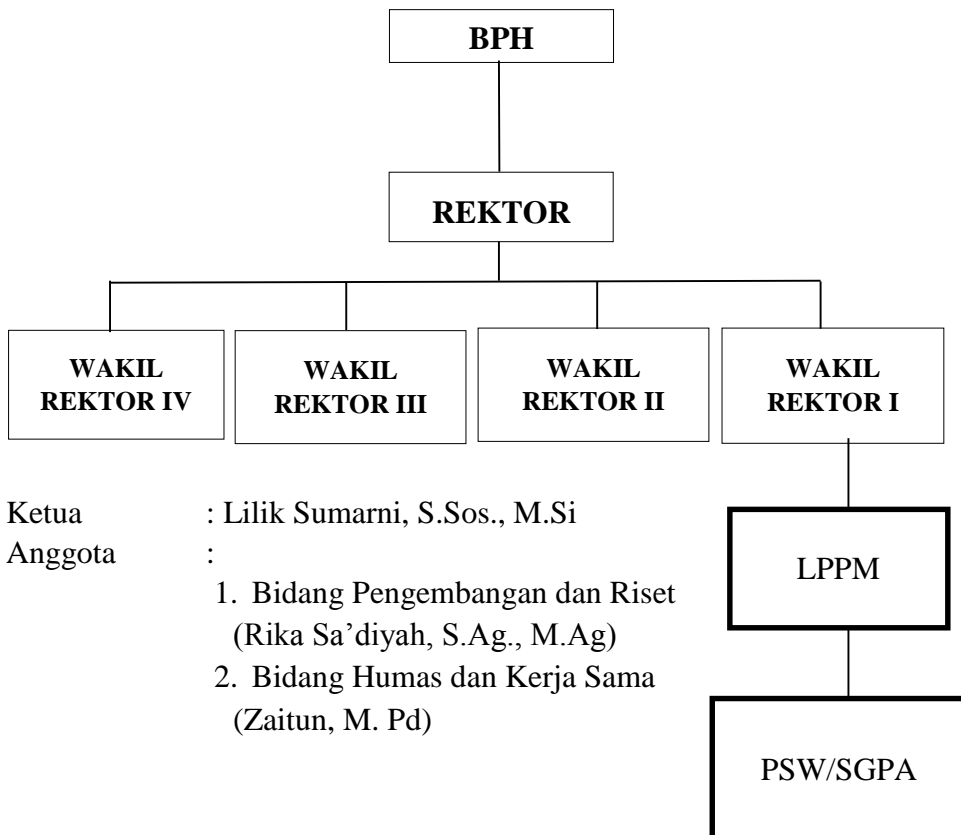 BPH
REKTOR
WAKIL
REKTOR IV
WAKIL
REKTOR III
WAKIL
REKTOR II
WAKIL
REKTOR I
Ketua : Lilik Sumarni, S.Sos., M.Si
Anggota :
1. Bidang Pengembangan dan Riset
(Rika Sa’diyah, S.Ag., M.Ag)
2. Bidang Humas dan Kerja Sama
(Zaitun, M. Pd)
LPPM
PSW/SGPA